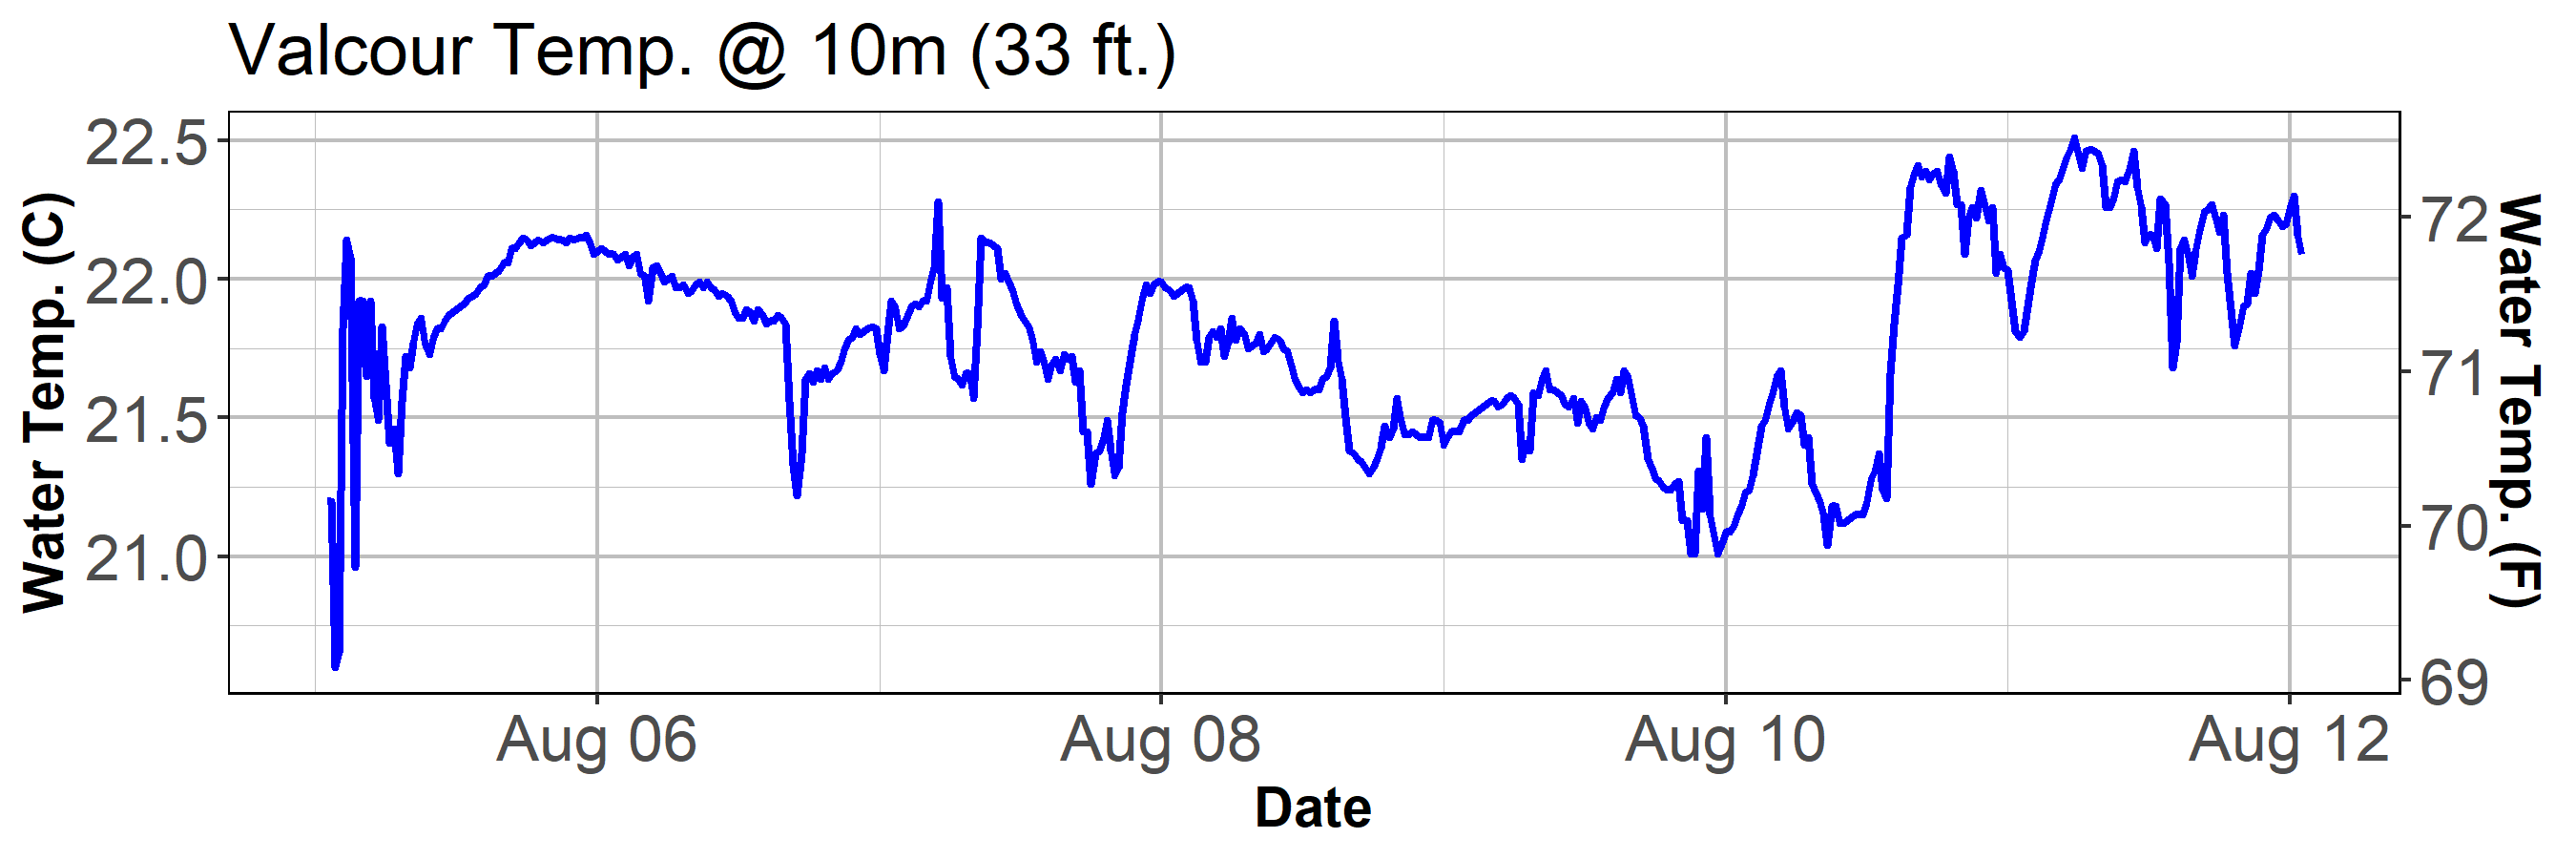 Valcour Temp. @ 10m (33 ft.)
Water Temp. (C)
22.5
22.0
21.5
21.0
72
71
70
69
Water Temp. (F)
Aug 06
Aug 08
Aug 10
Aug 12
Date